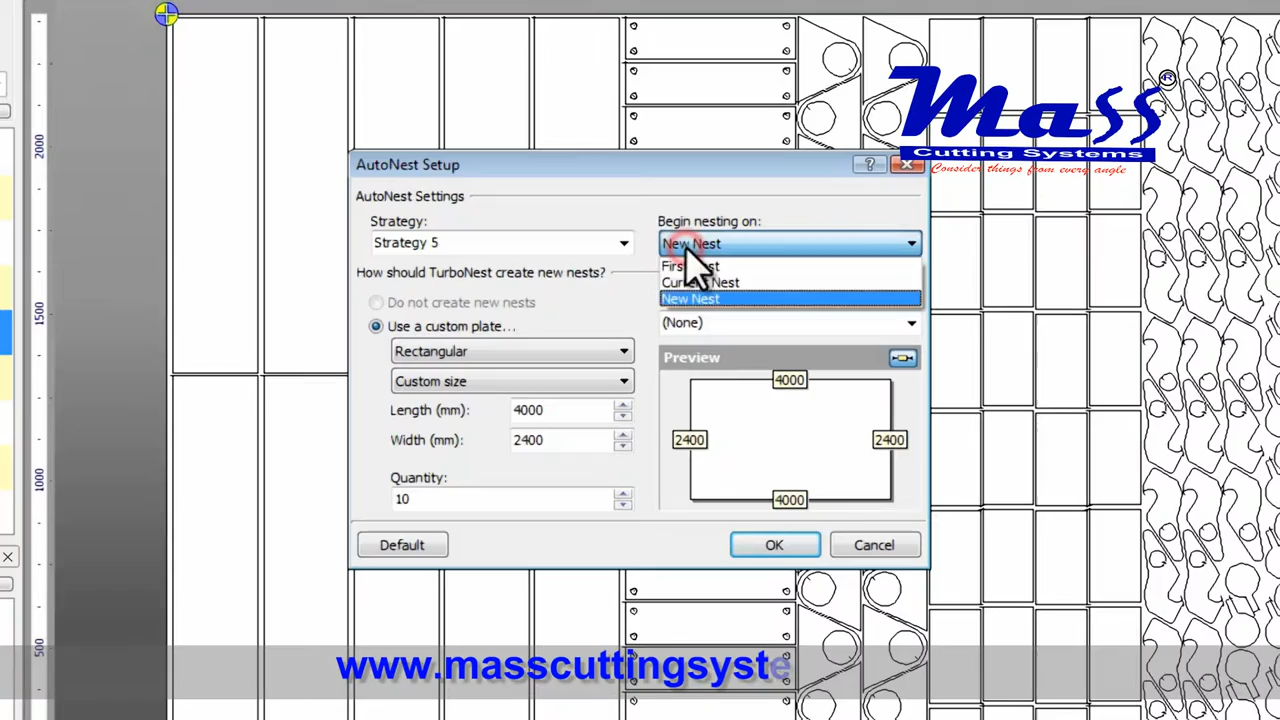 mass®
Cutting Systems
Consider things from every angle
AutoNest Setup
?
AutoNest Settings
Strategy:
Strategy 5
Begin nesting on:
New Nest
First Nest
Current Nest
New Nest
How should TurboNest create new nests?
Do not create new nests
(None)
Use a custom plate...
Rectangular
Custom size
Length (mm): 4000
Width (mm): 2400
Quantity:
10
Preview
4000
2400
2400
4000
Default
OK
Cancel
2000
1500
1000
500
www.masscuttingsyste